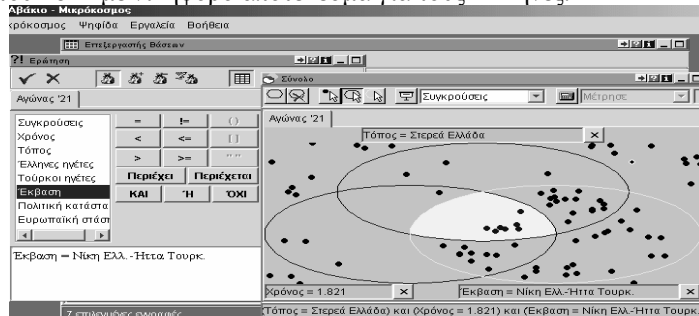 Αβάκιο - Μικρόκοσμος
κρόκοσμος Ψηφίδα Εργαλεία Βοήθεια
Επεξεργαστής Βάσεων
?! Ερώτηση
Σύνολο
Συγκρούσεις
Μέτρησε
Αγώνας '21
Αγώνας '21
Τόπος = Στερεά Ελλάδα
Συγκρούσεις
Χρόνος
Τόπος
Έλληνες ηγέτες
Τούρκοι ηγέτες
Έκβαση
Πολιτική κατάστα
Ευρωπαϊκή στάση
= != ( )
< <= [ ]
> >= " "
Περιέχει Περιέχεται
ΚΑΙ Ή ΌΧΙ
Έκβαση = Νίκη Ελλ.-Ήττα Τουρκ.
Χρόνος = 1.821
Έκβαση = Νίκη Ελλ.-Ήττα Τουρκ.
7 επιλεγμένες εγγραφές
(Τόπος = Στερεά Ελλάδα) και (Χρόνος = 1.821) και (Έκβαση = Νίκη Ελλ.-Ήττα Τουρκ